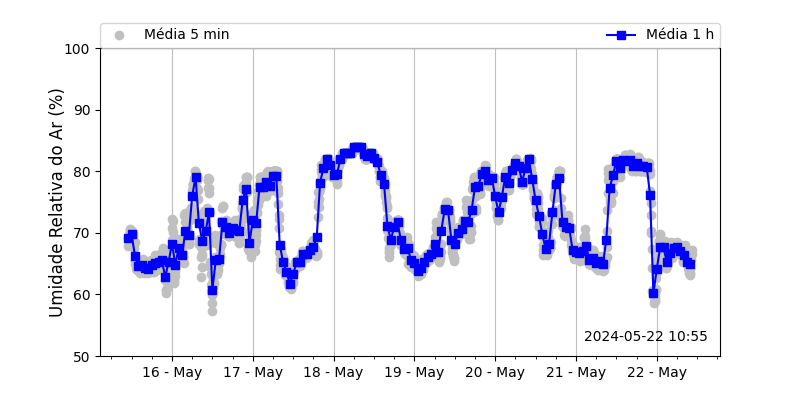 Média 5 min
Média 1 h
Umidade Relativa do Ar (%)
100
90
80
70
60
50
2024-05-22 10:55
16 - May
17 - May
18 - May
19 - May
20 - May
21 - May
22 - May